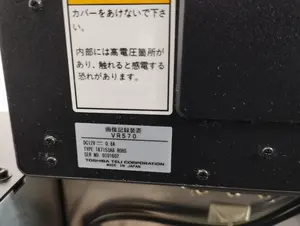 カバーをあけないで下さ
い。
内部には高電圧箇所が
あり、触れると感電する
恐れがあります。
画像記録装置
VR570
DC12V 0.8A
TOSHIBA TELI CORPORATION
MADE IN JAPAN